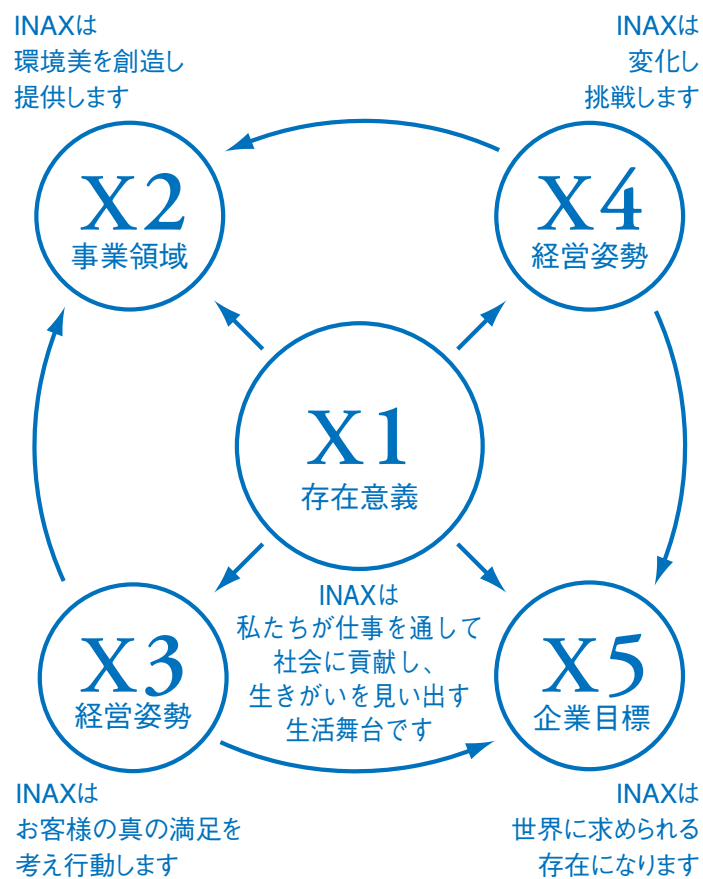 INAXは
環境美を創造し
提供します
INAXは
変化し
挑戦します
X2
事業領域
X4
経営姿勢
X1
存在意義
INAXは
私たちが仕事を通して
社会に貢献し、
生きがいを見い出す
生活舞台です
X3
経営姿勢
X5
企業目標
INAXは
お客様の真の満足を
考え行動します
INAXは
世界に求められる
存在になります